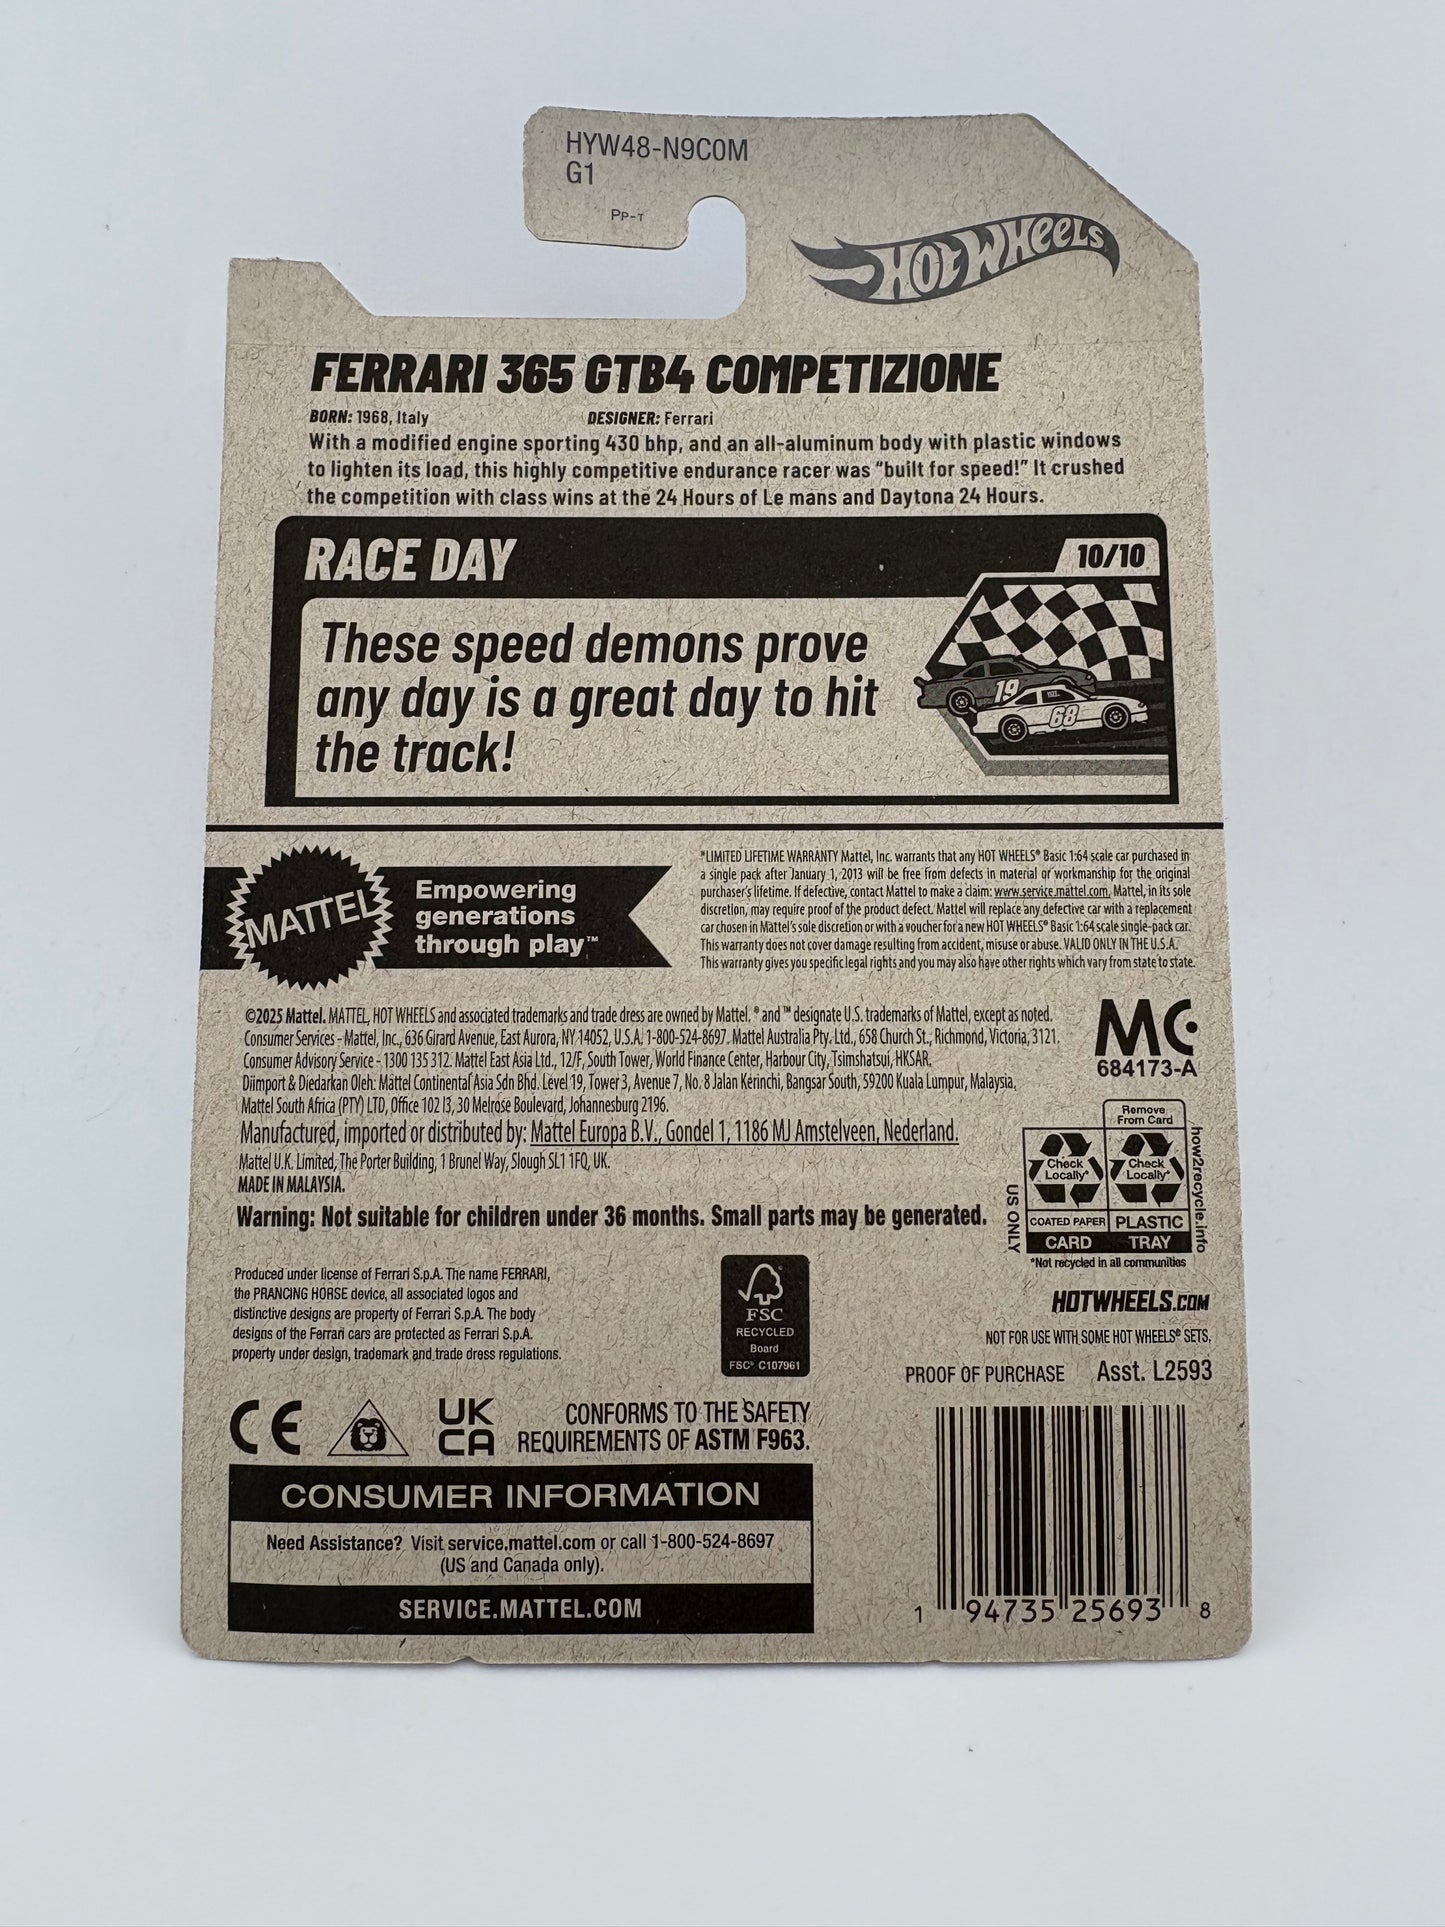 HYW48-N9C0M
G1
PP-T
HOT WHEELS
FERRARI 365 GTB4 COMPETIZIONE
BORN: 1968, Italy DESIGNER: Ferrari
With a modified engine sporting 430 bhp, and an all-aluminum body with plastic windows
to lighten its load, this highly competitive endurance racer was “built for speed!” It crushed
the competition with class wins at the 24 Hours of Le mans and Daytona 24 Hours.
RACE DAY
10/10
These speed demons prove
any day is a great day to hit
the track!
19
68
MATTEL
Empowering
generations
through play™
*LIMITED LIFETIME WARRANTY Mattel, Inc. warrants that any HOT WHEELS® Basic 1:64 scale car purchased in
a single pack after January 1, 2013 will be free from defects in material or workmanship for the original
purchaser's lifetime. If defective, contact Mattel to make a claim: www.service.mattel.com. Mattel, in its sole
discretion, may require proof of the product defect. Mattel will replace any defective car with a replacement
car chosen in Mattel's sole discretion or with a voucher for a new HOT WHEELS® Basic 1:64 scale single-pack car.
This warranty does not cover damage resulting from accident, misuse or abuse. VALID ONLY IN THE U.S.A.
This warranty gives you specific legal rights and you may also have other rights which vary from state to state.
©2025 Mattel. MATTEL, HOT WHEELS and associated trademarks and trade dress are owned by Mattel. ® and ™ designate U.S. trademarks of Mattel, except as noted.
Consumer Services - Mattel, Inc., 636 Girard Avenue, East Aurora, NY 14052, U.S.A. 1-800-524-8697. Mattel Australia Pty. Ltd., 658 Church St., Richmond, Victoria, 3121.
Consumer Advisory Service - 1300 135 312. Mattel East Asia Ltd., 12/F, South Tower, World Finance Center, Harbour City, Tsimshatsui, HKSAR.
Diimport & Diedarkan Oleh: Mattel Continental Asia Sdn Bhd. Level 19, Tower 3, Avenue 7, No. 8 Jalan Kerinchi, Bangsar South, 59200 Kuala Lumpur, Malaysia.
Mattel South Africa (PTY) LTD, Office 102 I3, 30 Melrose Boulevard, Johannesburg 2196.
Manufactured, imported or distributed by: Mattel Europa B.V., Gondel 1, 1186 MJ Amstelveen, Nederland.
Mattel U.K. Limited, The Porter Building, 1 Brunel Way, Slough SL1 1FQ, UK.
MADE IN MALAYSIA.
Warning: Not suitable for children under 36 months. Small parts may be generated.
MC
684173-A
Remove
From Card
Check
Locally*
Check
Locally*
COATED PAPER PLASTIC
CARD TRAY
US ONLY
how2recycle.info
*Not recycled in all communities
Produced under license of Ferrari S.p.A. The name FERRARI,
the PRANCING HORSE device, all associated logos and
distinctive designs are property of Ferrari S.p.A. The body
designs of the Ferrari cars are protected as Ferrari S.p.A.
property under design, trademark and trade dress regulations.
FSC
RECYCLED
Board
FSC® C107961
HOTWHEELS.COM
NOT FOR USE WITH SOME HOT WHEELS® SETS.
PROOF OF PURCHASE Asst. L2593
CE
UK
CA
CONFORMS TO THE SAFETY
REQUIREMENTS OF ASTM F963.
CONSUMER INFORMATION
Need Assistance? Visit service.mattel.com or call 1-800-524-8697
(US and Canada only).
SERVICE.MATTEL.COM
1 94735 25693 8